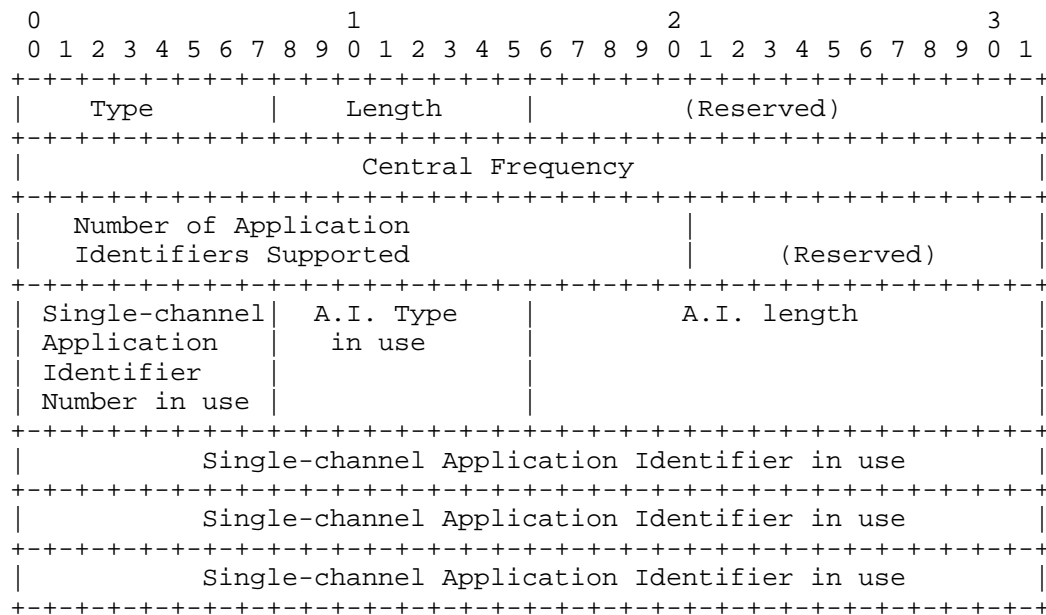 0                   1                   2                   3
 0 1 2 3 4 5 6 7 8 9 0 1 2 3 4 5 6 7 8 9 0 1 2 3 4 5 6 7 8 9 0 1
+-+-+-+-+-+-+-+-+-+-+-+-+-+-+-+-+-+-+-+-+-+-+-+-+-+-+-+-+-+-+-+-+
|    Type       |    Length     |         (Reserved)            |
+-+-+-+-+-+-+-+-+-+-+-+-+-+-+-+-+-+-+-+-+-+-+-+-+-+-+-+-+-+-+-+-+
|                     Central Frequency                         |
+-+-+-+-+-+-+-+-+-+-+-+-+-+-+-+-+-+-+-+-+-+-+-+-+-+-+-+-+-+-+-+-+
|   Number of Application                 |                     |
|   Identifiers Supported                 |     (Reserved)      |
+-+-+-+-+-+-+-+-+-+-+-+-+-+-+-+-+-+-+-+-+-+-+-+-+-+-+-+-+-+-+-+-+
| Single-channel|  A.I. Type    |         A.I. length           |
| Application   |   in use      |                               |
| Identifier    |               |                               |
| Number in use |               |                               |
+-+-+-+-+-+-+-+-+-+-+-+-+-+-+-+-+-+-+-+-+-+-+-+-+-+-+-+-+-+-+-+-+
|           Single-channel Application Identifier in use        |
+-+-+-+-+-+-+-+-+-+-+-+-+-+-+-+-+-+-+-+-+-+-+-+-+-+-+-+-+-+-+-+-+
|           Single-channel Application Identifier in use        |
+-+-+-+-+-+-+-+-+-+-+-+-+-+-+-+-+-+-+-+-+-+-+-+-+-+-+-+-+-+-+-+-+
|           Single-channel Application Identifier in use        |
+-+-+-+-+-+-+-+-+-+-+-+-+-+-+-+-+-+-+-+-+-+-+-+-+-+-+-+-+-+-+-+-+